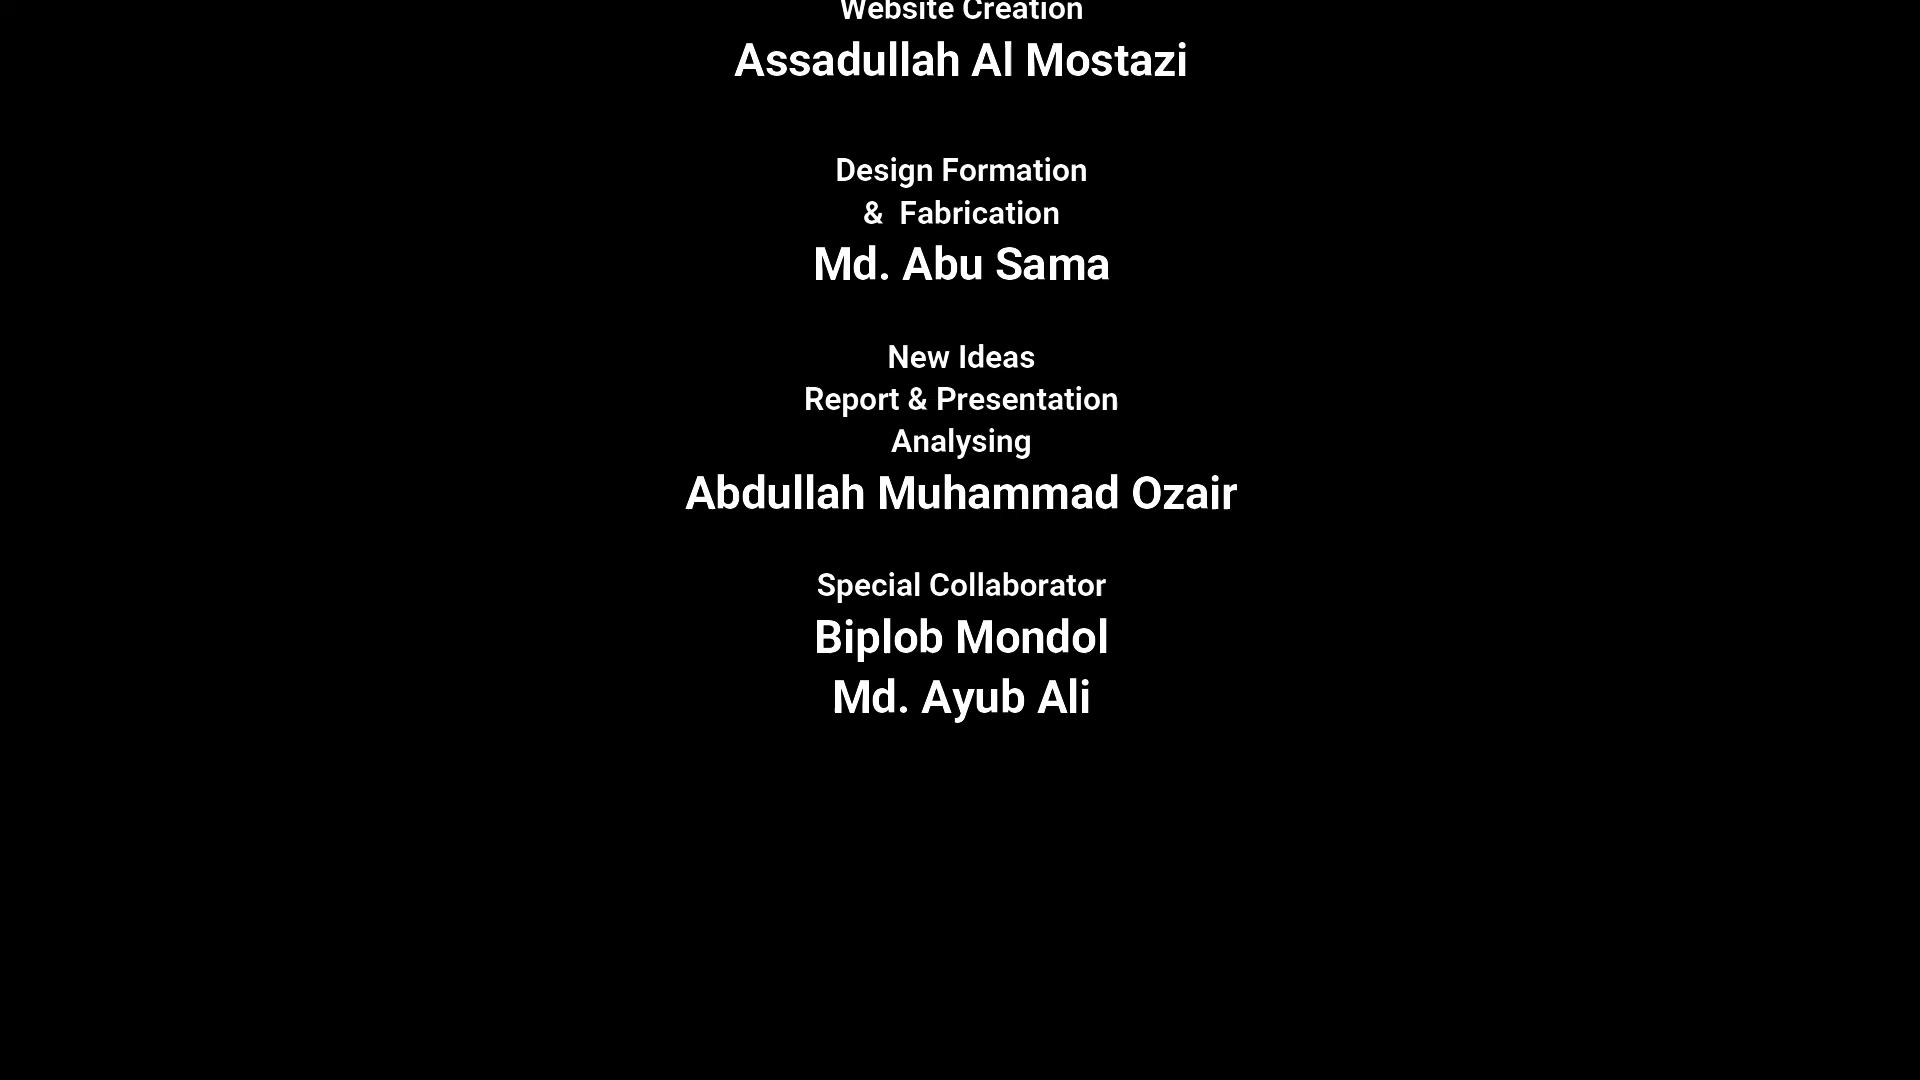 Website Creation
Assadullah Al Mostazi
Design Formation
& Fabrication
Md. Abu Sama
New Ideas
Report & Presentation
Analysing
Abdullah Muhammad Ozair
Special Collaborator
Biplob Mondol
Md. Ayub Ali